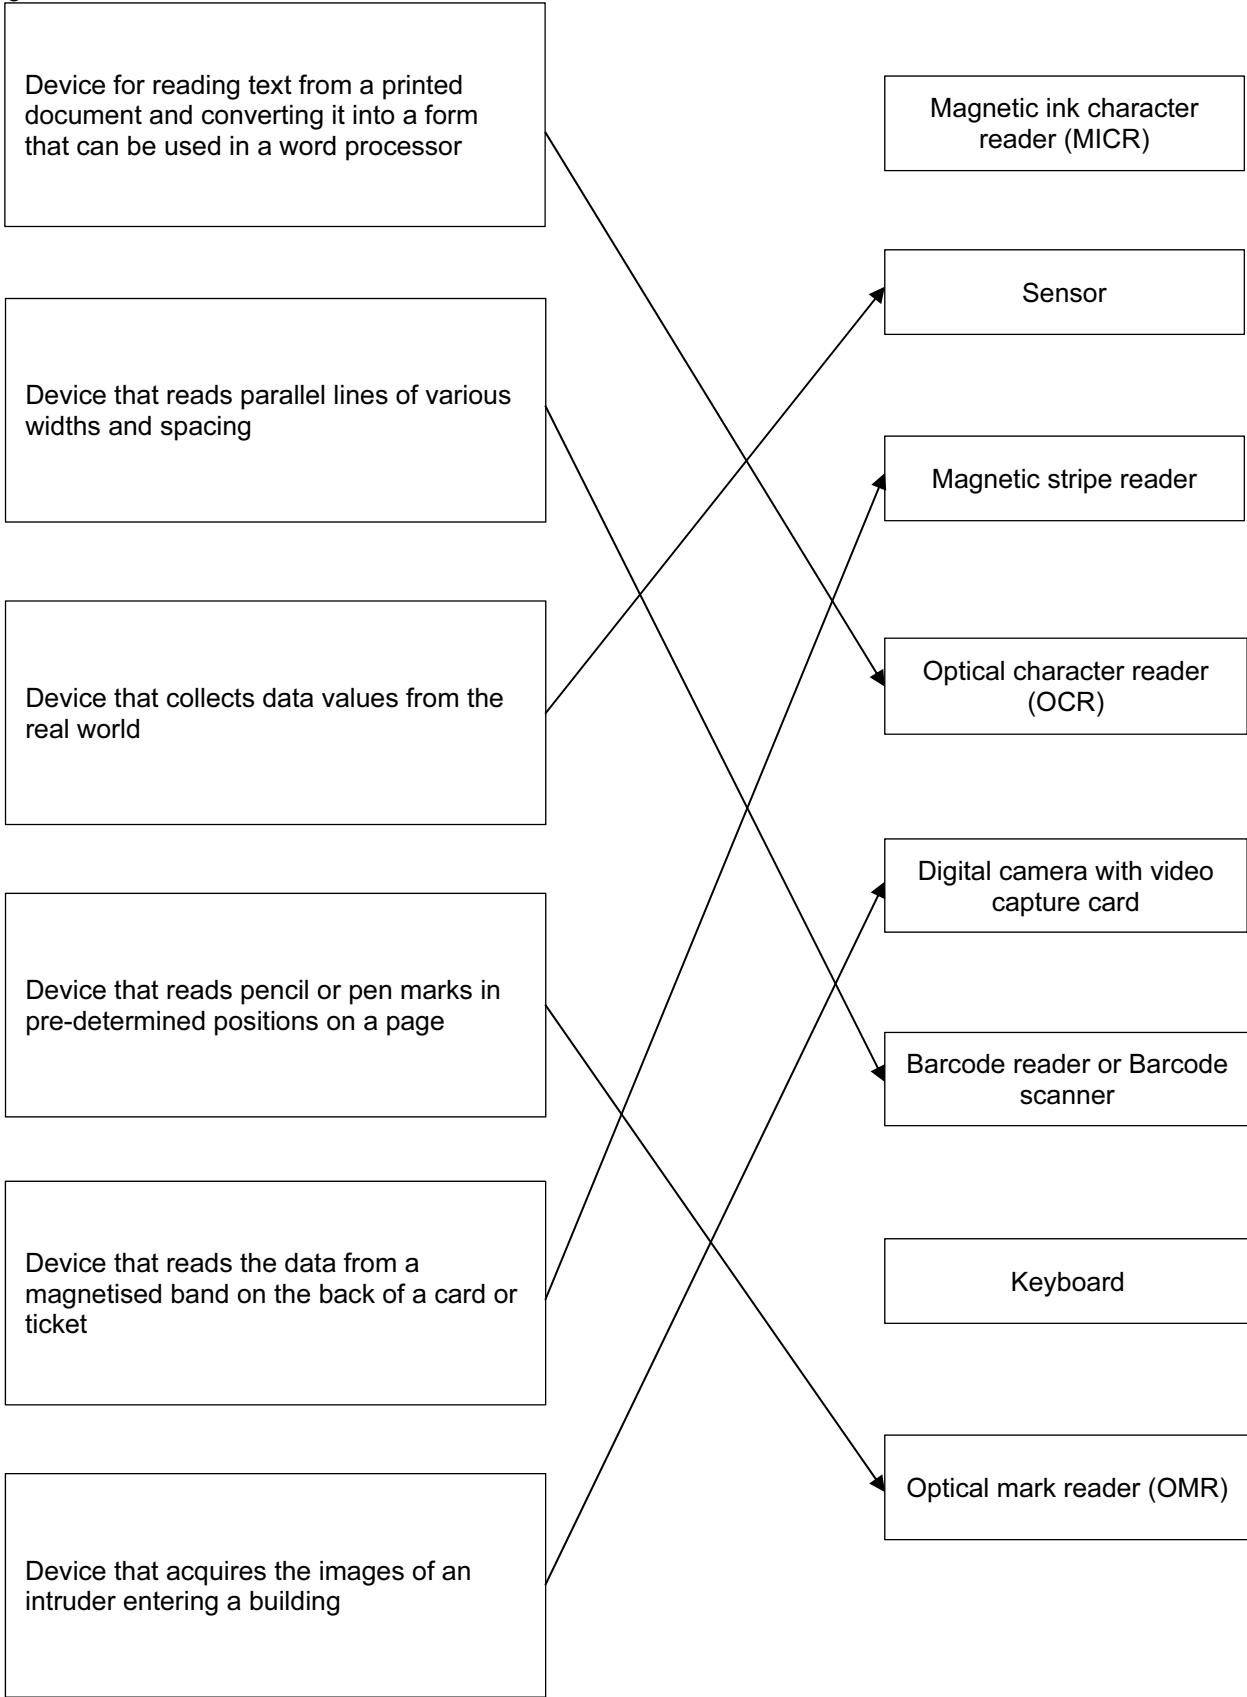 Device for reading text from a printed
document and converting it into a form
that can be used in a word processor
Device that reads parallel lines of various
widths and spacing
Device that collects data values from the
real world
Device that reads pencil or pen marks in
pre-determined positions on a page
Device that reads the data from a
magnetised band on the back of a card or
ticket
Device that acquires the images of an
intruder entering a building
Magnetic ink character
reader (MICR)
Sensor
Magnetic stripe reader
Optical character reader
(OCR)
Digital camera with video
capture card
Barcode reader or Barcode
scanner
Keyboard
Optical mark reader (OMR)